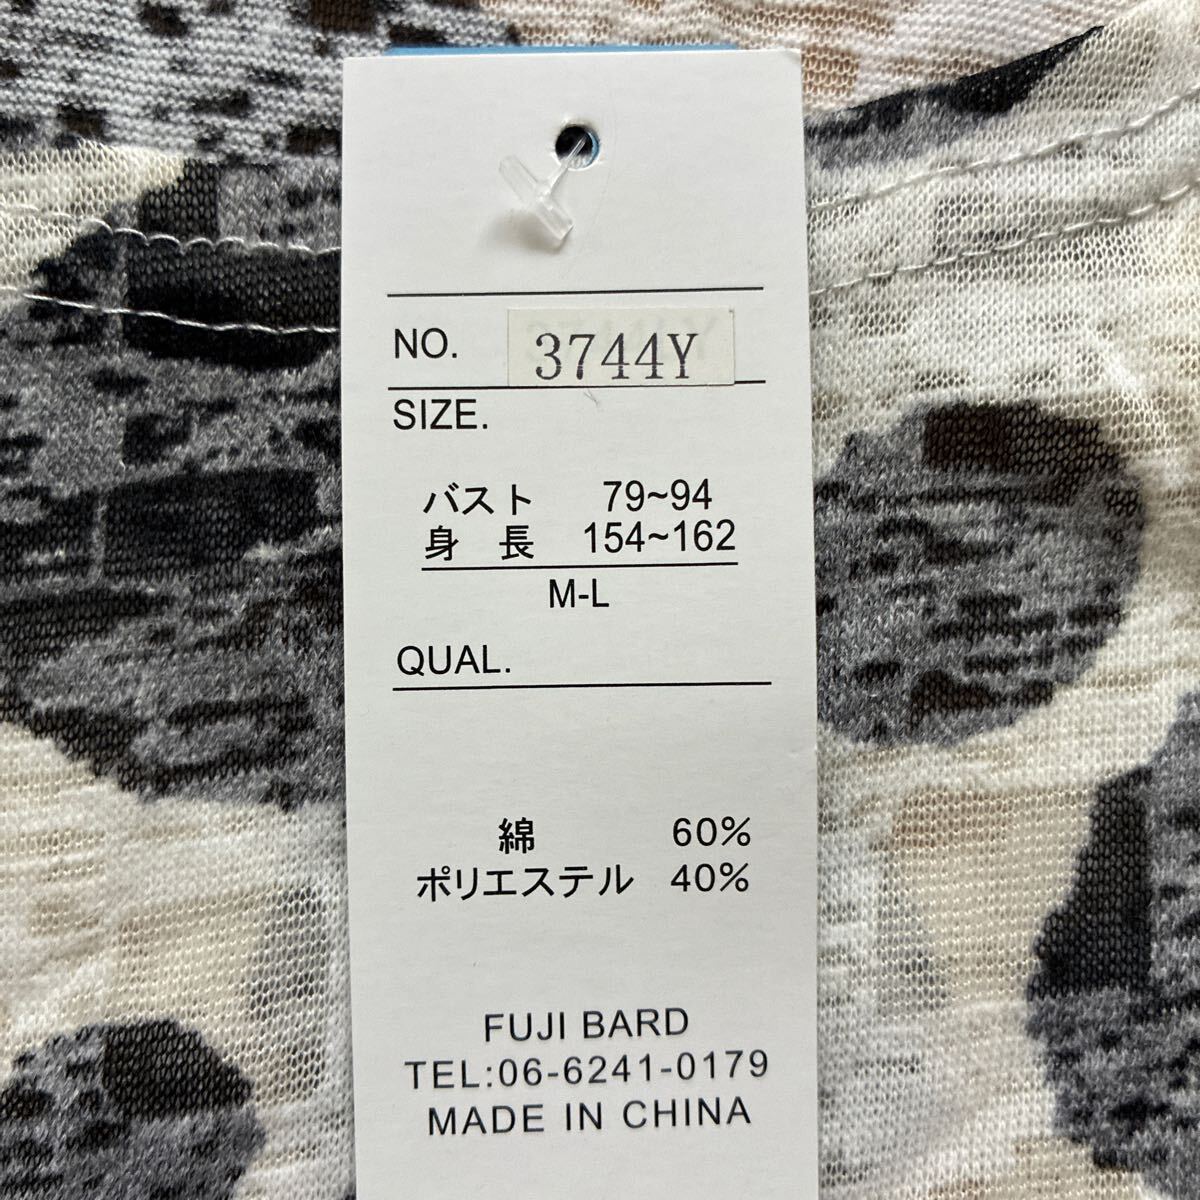 NO. 3744Y
SIZE.
バスト 79~94
身長 154~162
M-L
QUAL.
綿 60%
ポリエステル 40%
FUJI BARD
TEL:06-6241-0179
MADE IN CHINA